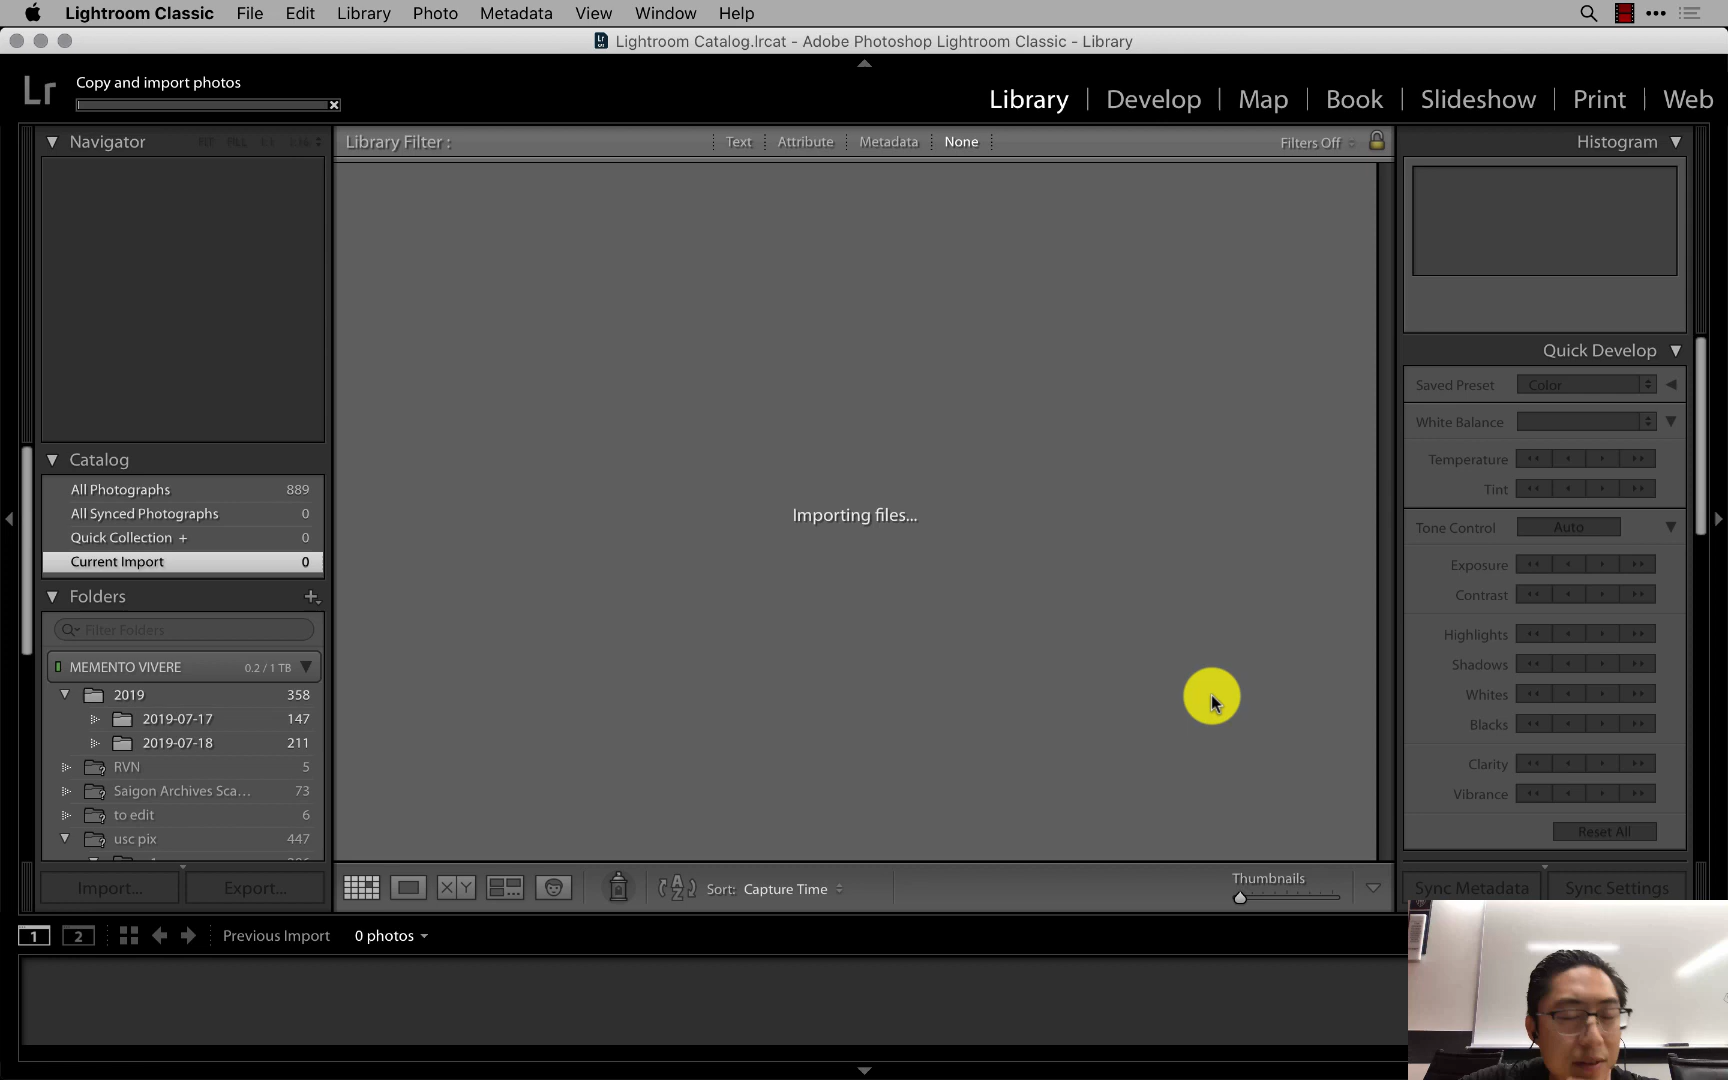 Lightroom Classic File Edit Library Photo Metadata View Window Help
Lightroom Catalog.lrcat - Adobe Photoshop Lightroom Classic - Library
Lr
Copy and import photos
Library Develop Map Book Slideshow Print Web
Navigator
Library Filter : Text Attribute Metadata None Filters Off
Histogram
Importing files...
Catalog
All Photographs 889
All Synced Photographs 0
Quick Collection + 0
Current Import 0
Folders
Filter Folders
MEMENTO VIVERE 0.2 / 1 TB
2019 358
2019-07-17 147
2019-07-18 211
RVN 5
Saigon Archives Sca... 73
to edit 6
usc pix 447
Import... Export...
Quick Develop
Saved Preset Color
White Balance
Temperature
Tint
Tone Control Auto
Exposure
Contrast
Highlights
Shadows
Whites
Blacks
Clarity
Vibrance
Reset All
Sync Metadata Sync Settings
X Y Sort: Capture Time Thumbnails
1 2 Previous Import 0 photos